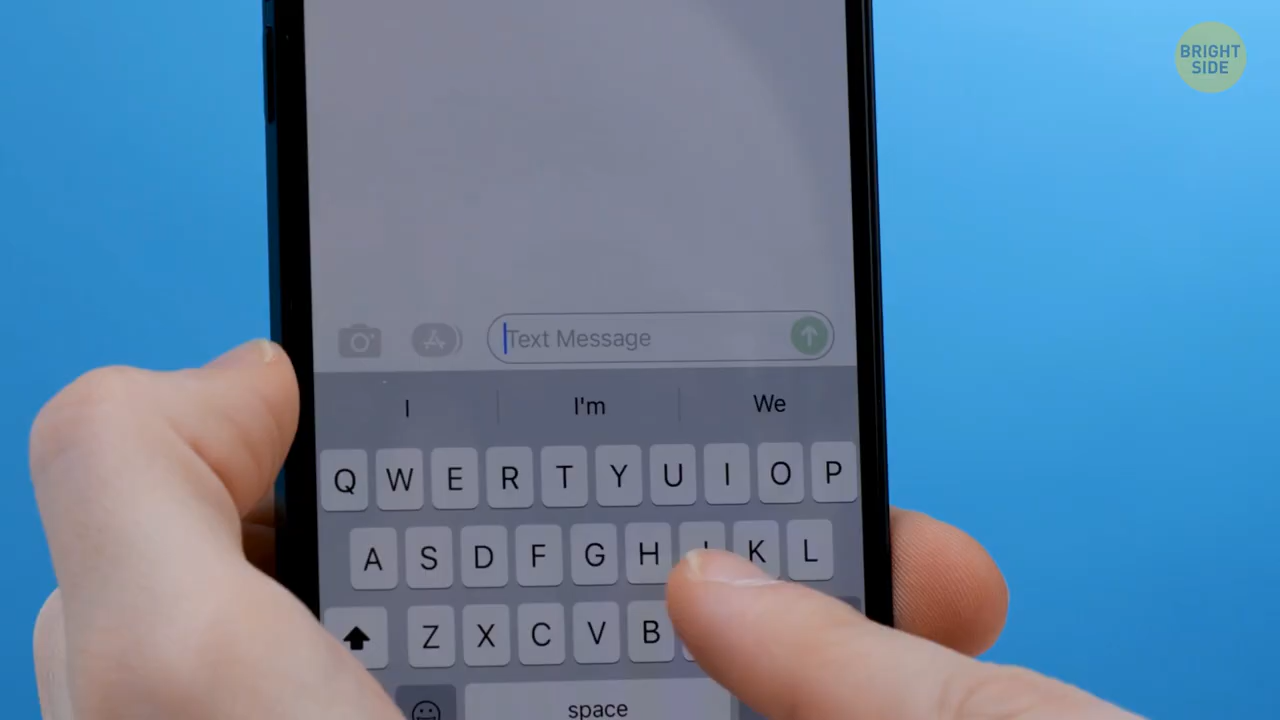 BRIGHT
SIDE
Text Message
I
I'm
We
Q W E R T Y U I O P
A S D F G H K L
Z X C V B
space